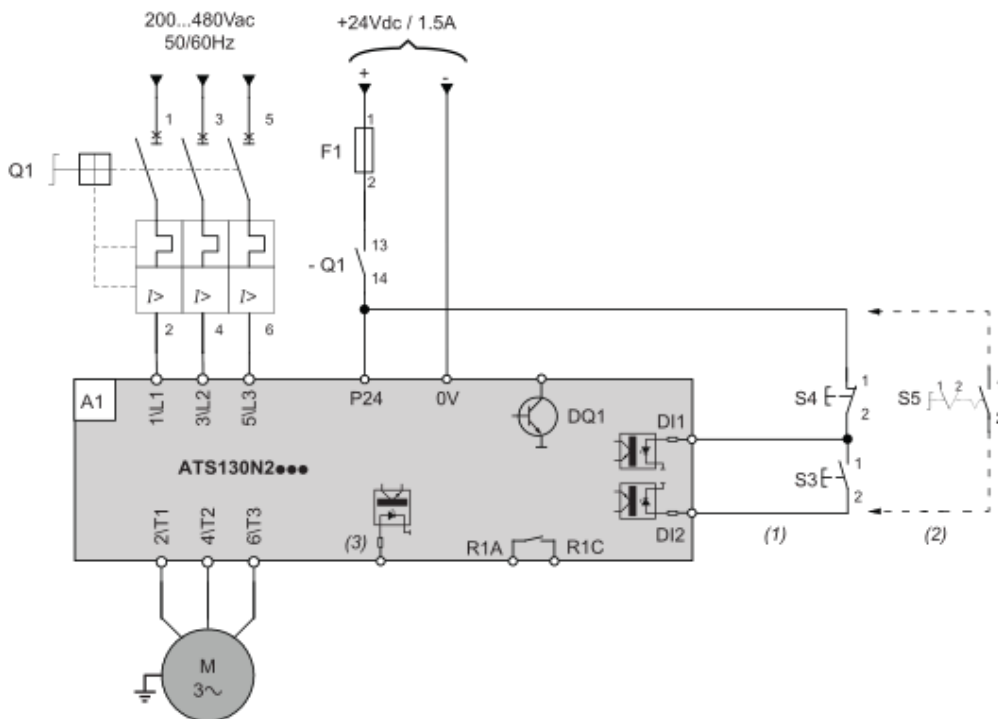 200...480Vac
50/60Hz
+24Vdc / 1.5A
+
-
1
3
5
1
F1
2
Q1
13
- Q1
14
I>
I>
I>
2
4
6
A1
1\L1
3\L2
5\L3
P24
0V
DQ1
DI1
S4
1
2
S5
1
2
1
2
ATS130N2●●●
S3
1
2
2\T1
4\T2
6\T3
(3)
R1A
R1C
DI2
(1)
(2)
M
3~